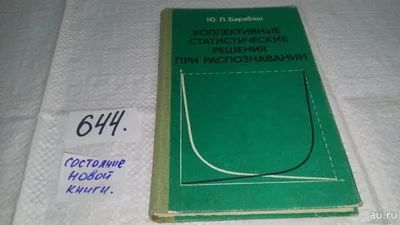 Ю. Л. Барабаш
КОЛЛЕКТИВНЫЕ
СТАТИСТИЧЕСКИЕ
РЕШЕНИЯ
ПРИ РАСПОЗНАВАНИИ
644.
СОСТОЯНИЕ
НОВОЙ
КНИГИ.
au.ru